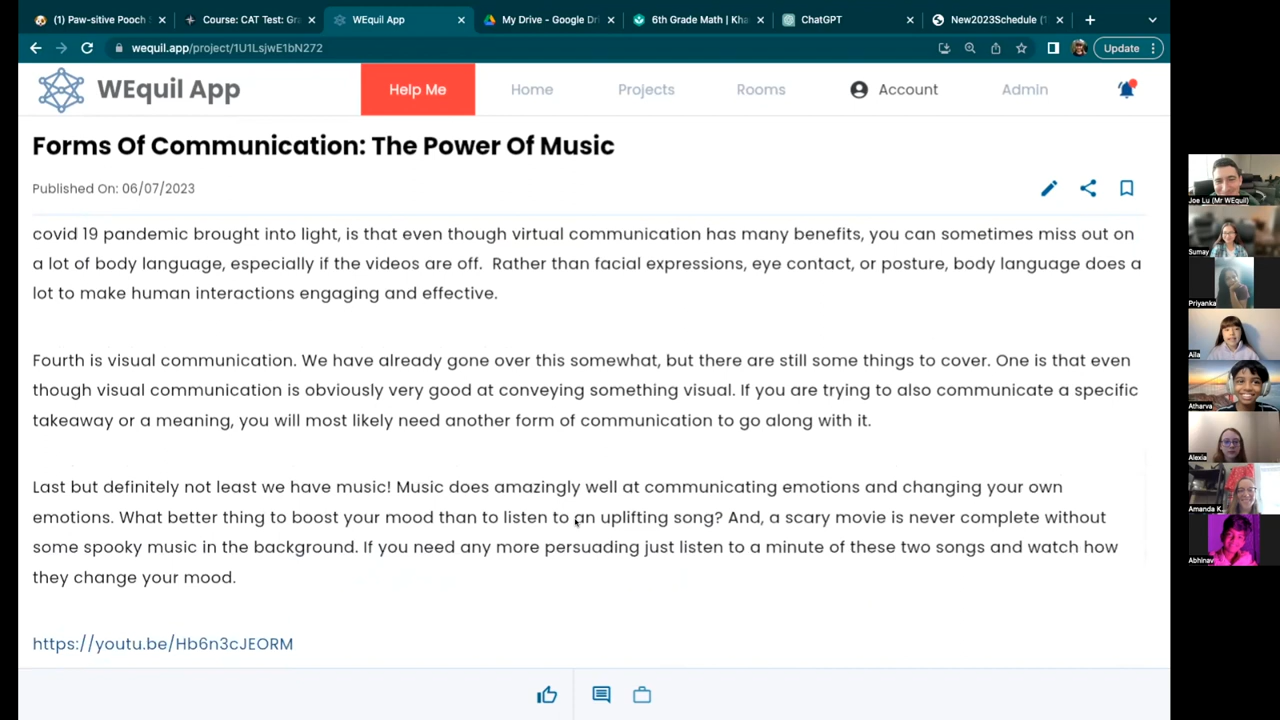 (1) Paw-sitive Pooch S
Course: CAT Test: Gra
WEquil App
My Drive - Google Dri
6th Grade Math | Kha
ChatGPT
New2023Schedule (1
wequil.app/project/1U1LsjwE1bN272
Update
WEquil App
Help Me
Home
Projects
Rooms
Account
Admin
Forms Of Communication: The Power Of Music
Published On: 06/07/2023
covid 19 pandemic brought into light, is that even though virtual communication has many benefits, you can sometimes miss out on
a lot of body language, especially if the videos are off. Rather than facial expressions, eye contact, or posture, body language does a
lot to make human interactions engaging and effective.
Fourth is visual communication. We have already gone over this somewhat, but there are still some things to cover. One is that even
though visual communication is obviously very good at conveying something visual. If you are trying to also communicate a specific
takeaway or a meaning, you will most likely need another form of communication to go along with it.
Last but definitely not least we have music! Music does amazingly well at communicating emotions and changing your own
emotions. What better thing to boost your mood than to listen to an uplifting song? And, a scary movie is never complete without
some spooky music in the background. If you need any more persuading just listen to a minute of these two songs and watch how
they change your mood.
https://youtu.be/Hb6n3cJEORM
Joe Lu (Mr WEquil)
Sumay
Priyanka
Aila
Atharva
Alexia
Amanda K.
Abhinav